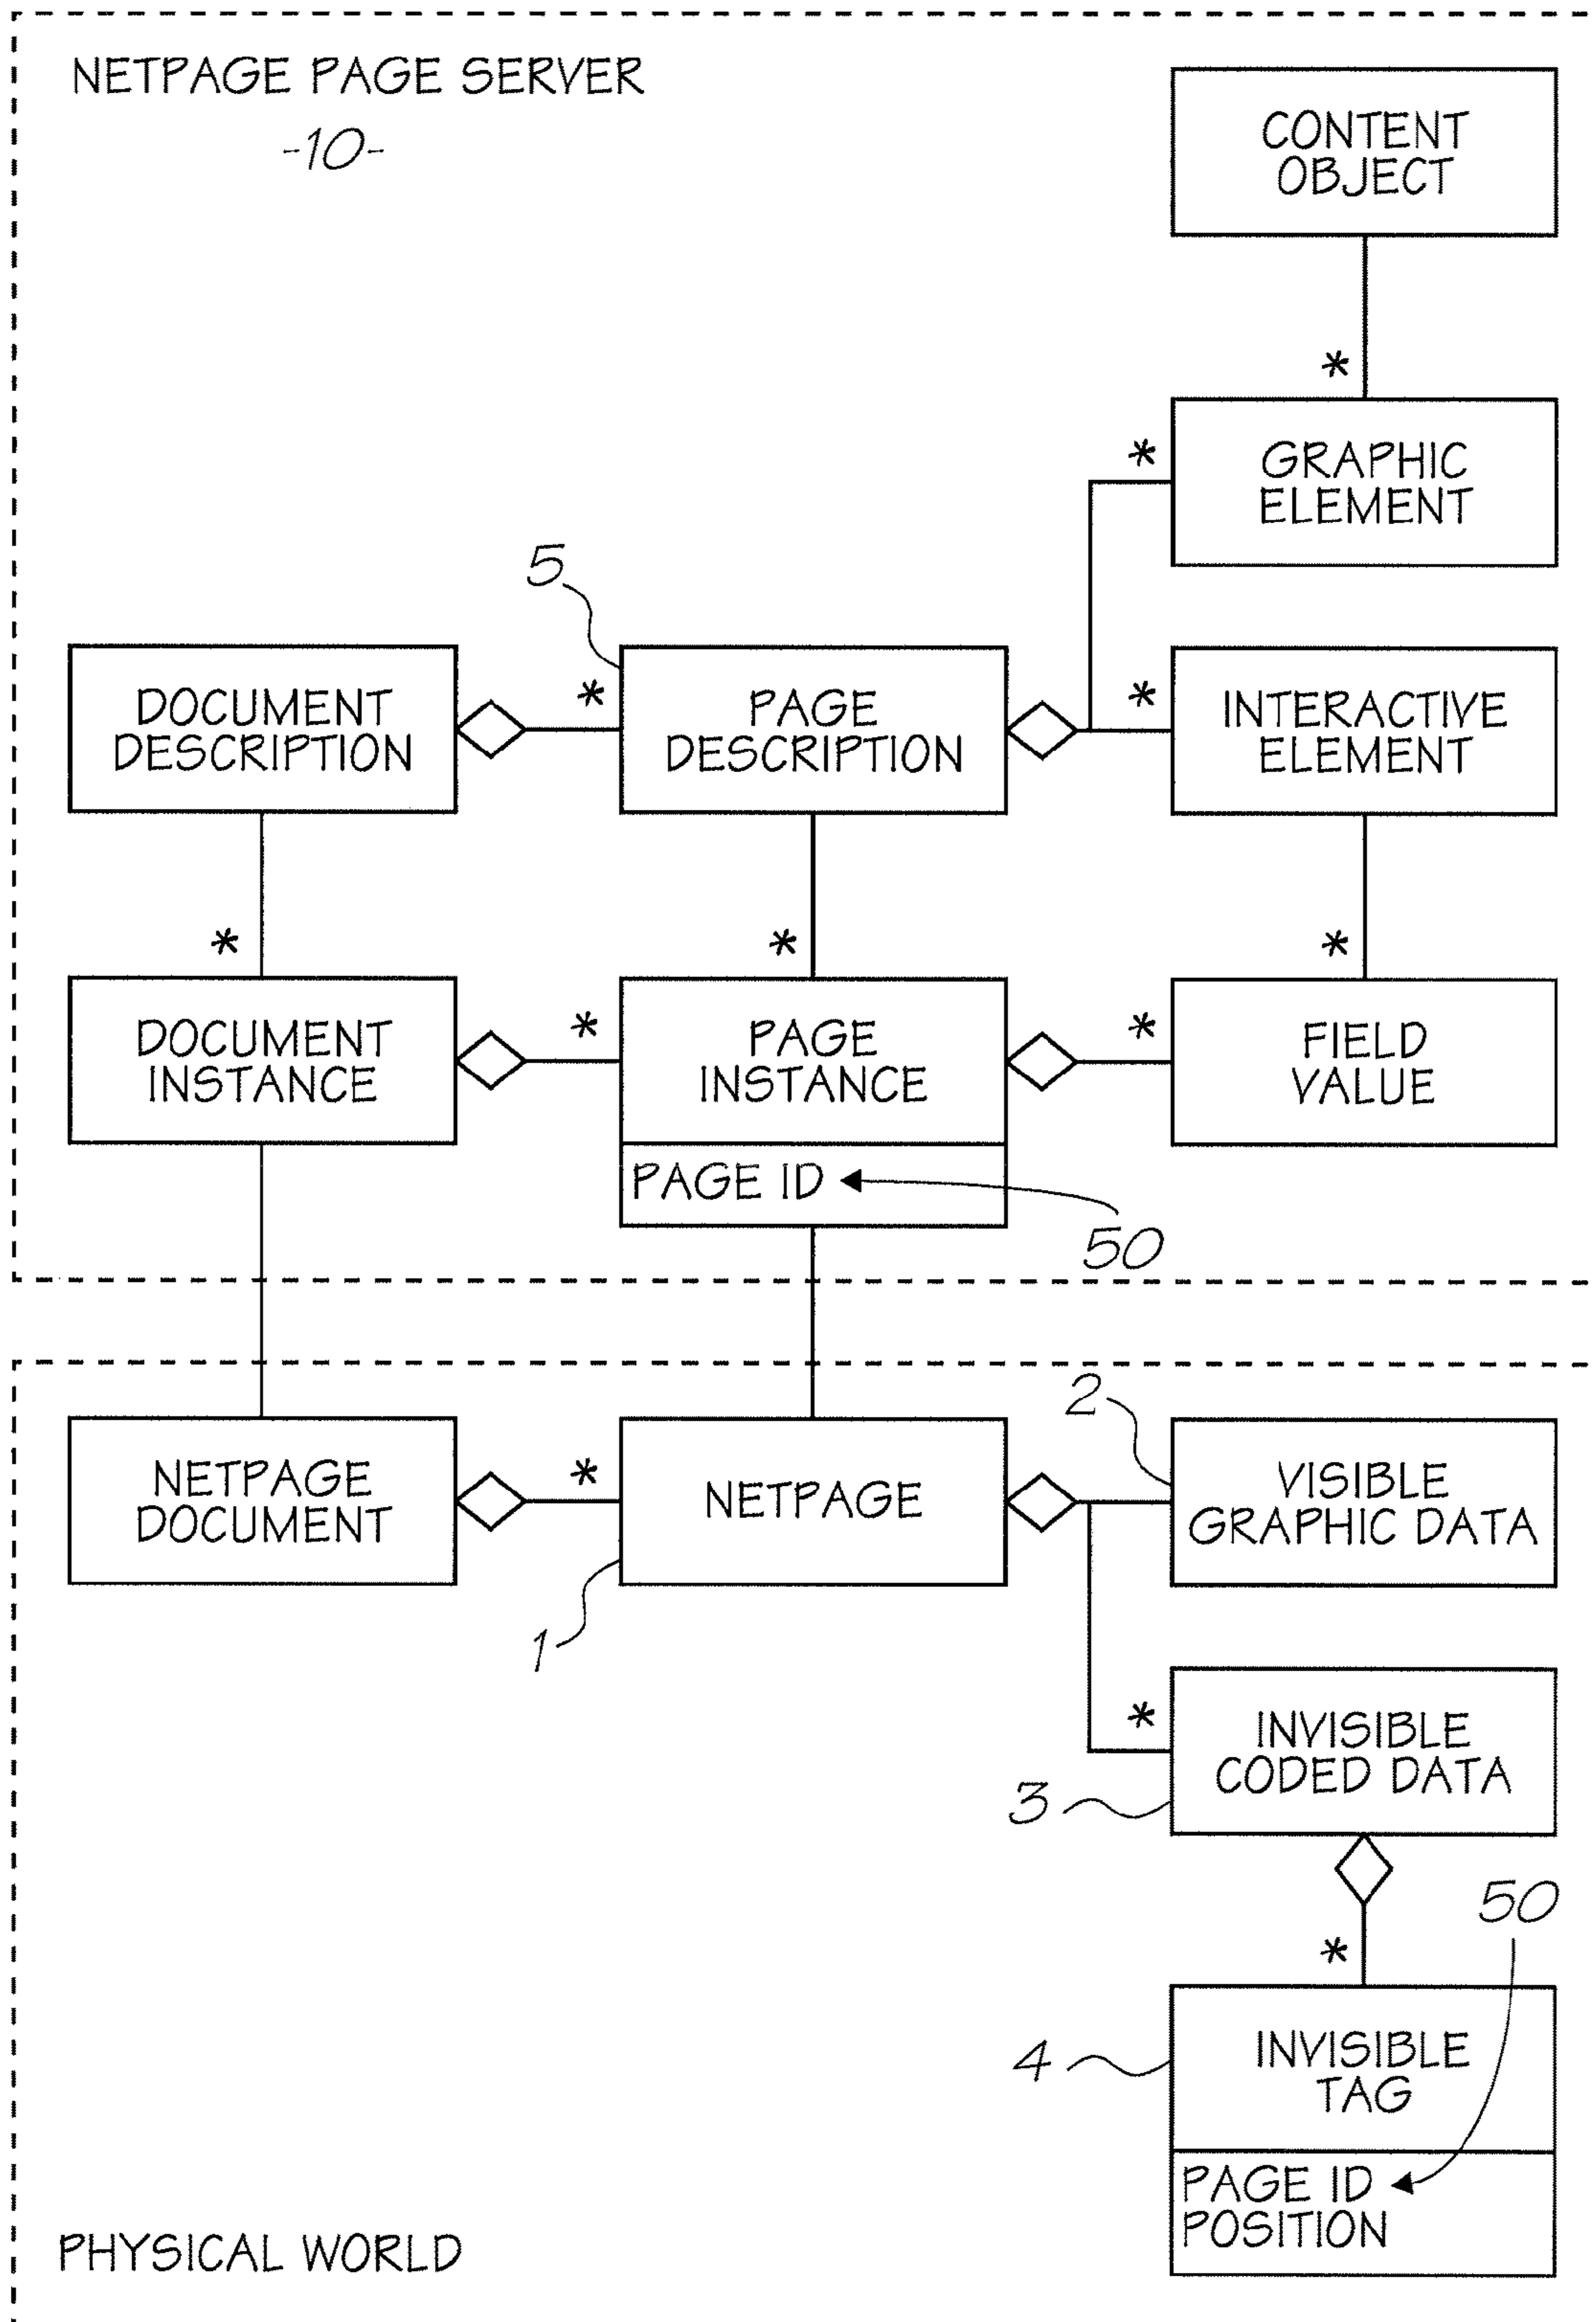 NETPAGE PAGE SERVER
-10-
CONTENT
OBJECT
*
*
GRAPHIC
ELEMENT
5
DOCUMENT
DESCRIPTION
*
PAGE
DESCRIPTION
*
INTERACTIVE
ELEMENT
*
*
*
DOCUMENT
INSTANCE
*
PAGE
INSTANCE
*
FIELD
VALUE
PAGE ID
50
NETPAGE
DOCUMENT
*
NETPAGE
1
2
VISIBLE
GRAPHIC DATA
*
INVISIBLE
CODED DATA
3
*
50
4
INVISIBLE
TAG
PAGE ID
POSITION
PHYSICAL WORLD